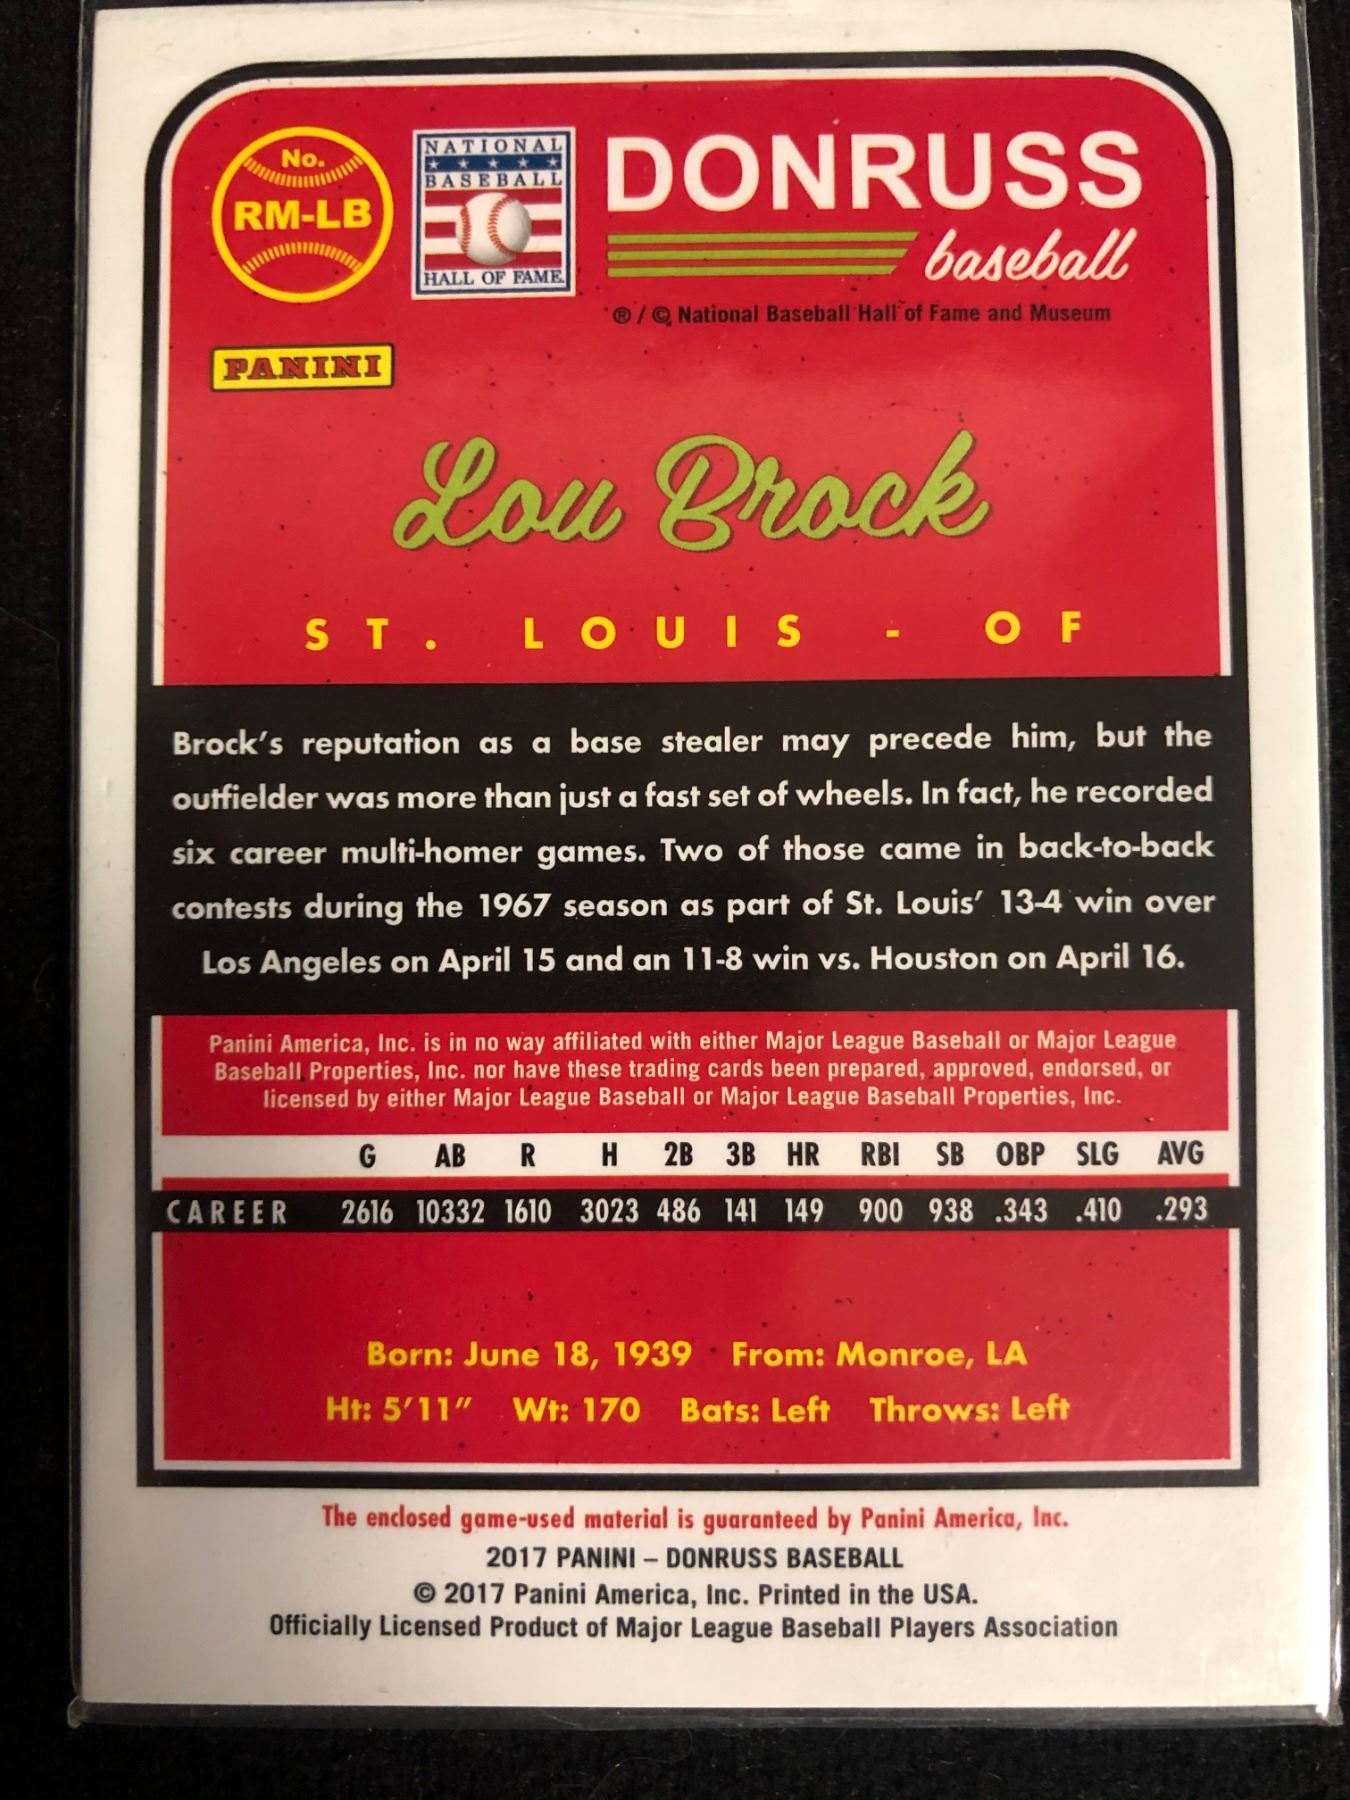 No.
RM-LB
NATIONAL
BASEBALL
HALL OF FAME
DONRUSS
baseball
®/© National Baseball Hall of Fame and Museum
PANINI
Lou Brock
ST. LOUIS - OF
Brock's reputation as a base stealer may precede him, but the
outfielder was more than just a fast set of wheels. In fact, he recorded
six career multi-homer games. Two of those came in back-to-back
contests during the 1967 season as part of St. Louis' 13-4 win over
Los Angeles on April 15 and an 11-8 win vs. Houston on April 16.
Panini America, Inc. is in no way affiliated with either Major League Baseball or Major League
Baseball Properties, Inc. nor have these trading cards been prepared, approved, endorsed, or
licensed by either Major League Baseball or Major League Baseball Properties, Inc.
G AB R H 2B 3B HR RBI SB OBP SLG AVG
CAREER 2616 10332 1610 3023 486 141 149 900 938 .343 .410 .293
Born: June 18, 1939 From: Monroe, LA
Ht: 5'11" Wt: 170 Bats: Left Throws: Left
The enclosed game-used material is guaranteed by Panini America, Inc.
2017 PANINI – DONRUSS BASEBALL
© 2017 Panini America, Inc. Printed in the USA.
Officially Licensed Product of Major League Baseball Players Association